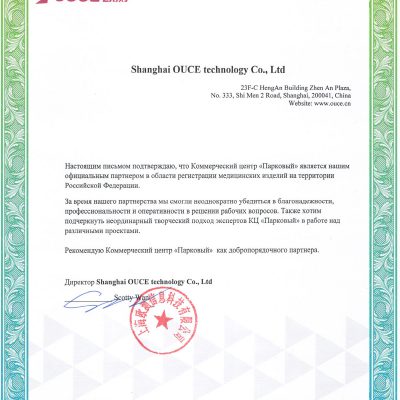 OUCE
Shanghai OUCE technology Co., Ltd
23F-C HengAn Building Zhen An Plaza,
No. 333, Shi Men 2 Road, Shanghai, 200041, China
Website: www.ouce.cn
Настоящим письмом подтверждаю, что Коммерческий центр «Парковый» является нашим
официальным партнером в области регистрации медицинских изделий на территории
Российской Федерации.
За время нашего партнерства мы смогли неоднократно убедиться в благонадежности,
профессиональности и оперативности в решении рабочих вопросов. Также хотим
подчеркнуть неординарный творческий подход экспертов КЦ «Парковый» в работе над
различными проектами.
Рекомендую Коммерческий центр «Парковый» как добропорядочного партнера.
Директор Shanghai OUCE technology Co., Ltd
Scotty Wang